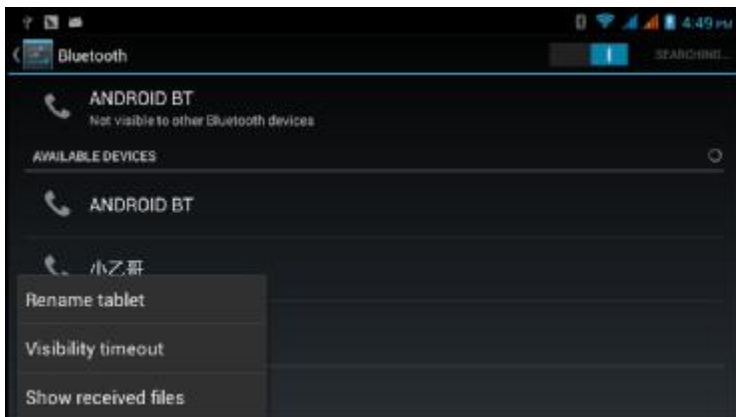 4:49 PM
Bluetooth
SEARCHING...
ANDROID BT
Not visible to other Bluetooth devices
AVAILABLE DEVICES
ANDROID BT
小乙哥
Rename tablet
Visibility timeout
Show received files